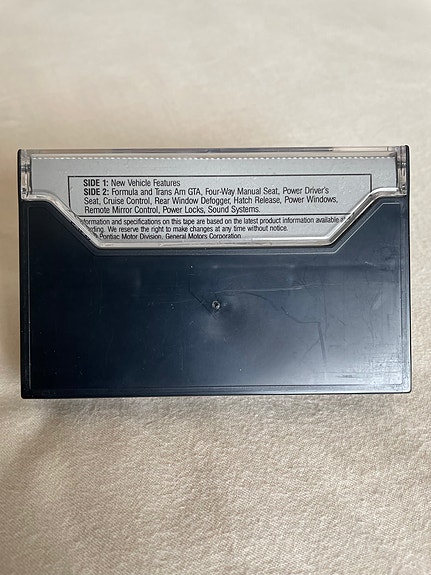 SIDE 1: New Vehicle Features
SIDE 2: Formula and Trans Am GTA, Four-Way Manual Seat, Power Driver's
Seat, Cruise Control, Rear Window Defogger, Hatch Release, Power Windows,
Remote Mirror Control, Power Locks, Sound Systems.
Information and specifications on this tape are based on the latest product information available
We reserve the right to make changes at any time without notice.
Pontiac Motor Division, General Motors Corporation